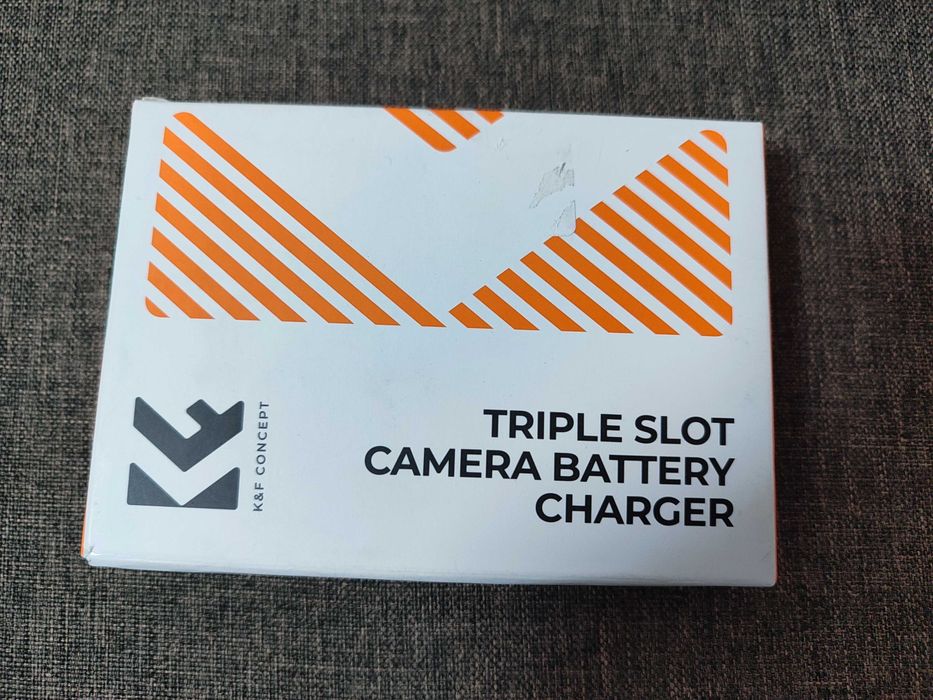 K&F CONCEPT
TRIPLE SLOT
CAMERA BATTERY
CHARGER